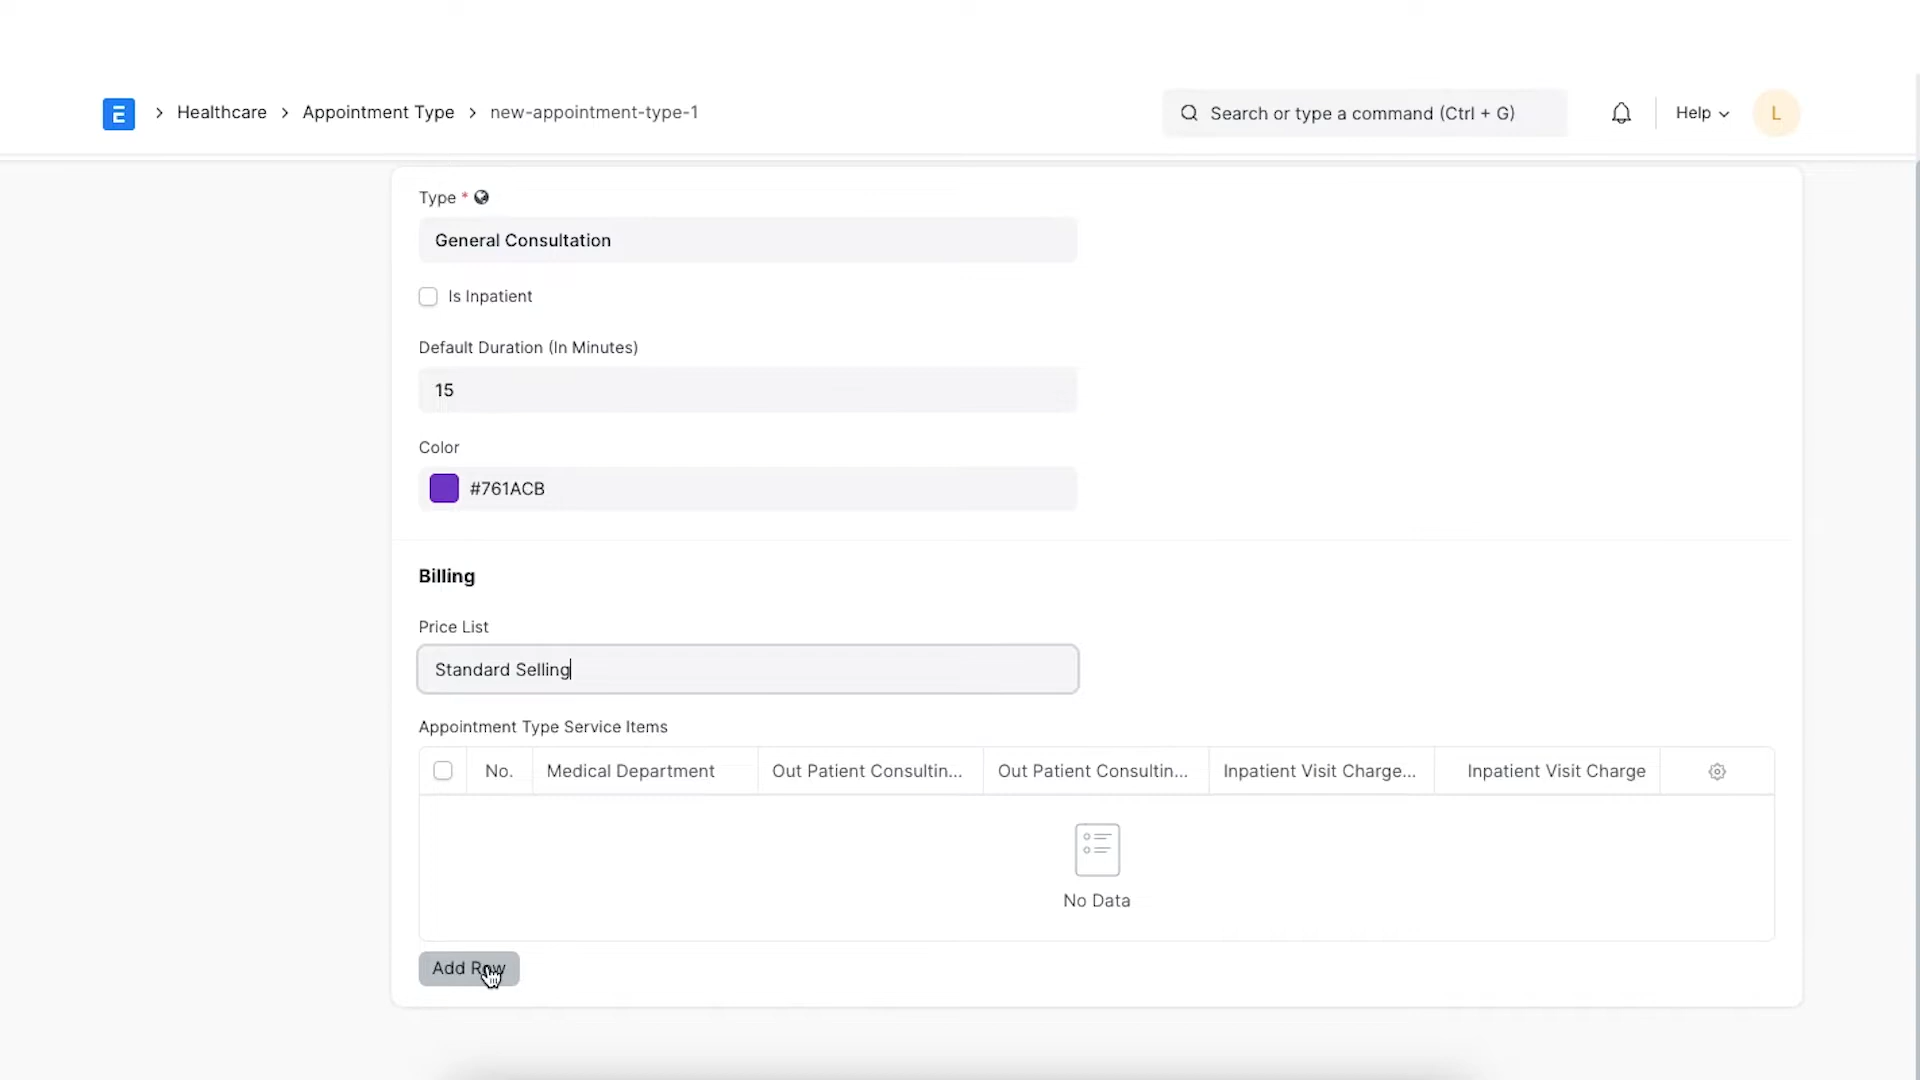 E
Healthcare
Appointment Type
new-appointment-type-1
Search or type a command (Ctrl + G)
Help
L
Type *
General Consultation
Is Inpatient
Default Duration (In Minutes)
15
Color
#761ACB
Billing
Price List
Standard Selling
Appointment Type Service Items
No.
Medical Department
Out Patient Consultin...
Out Patient Consultin...
Inpatient Visit Charge...
Inpatient Visit Charge
No Data
Add Row